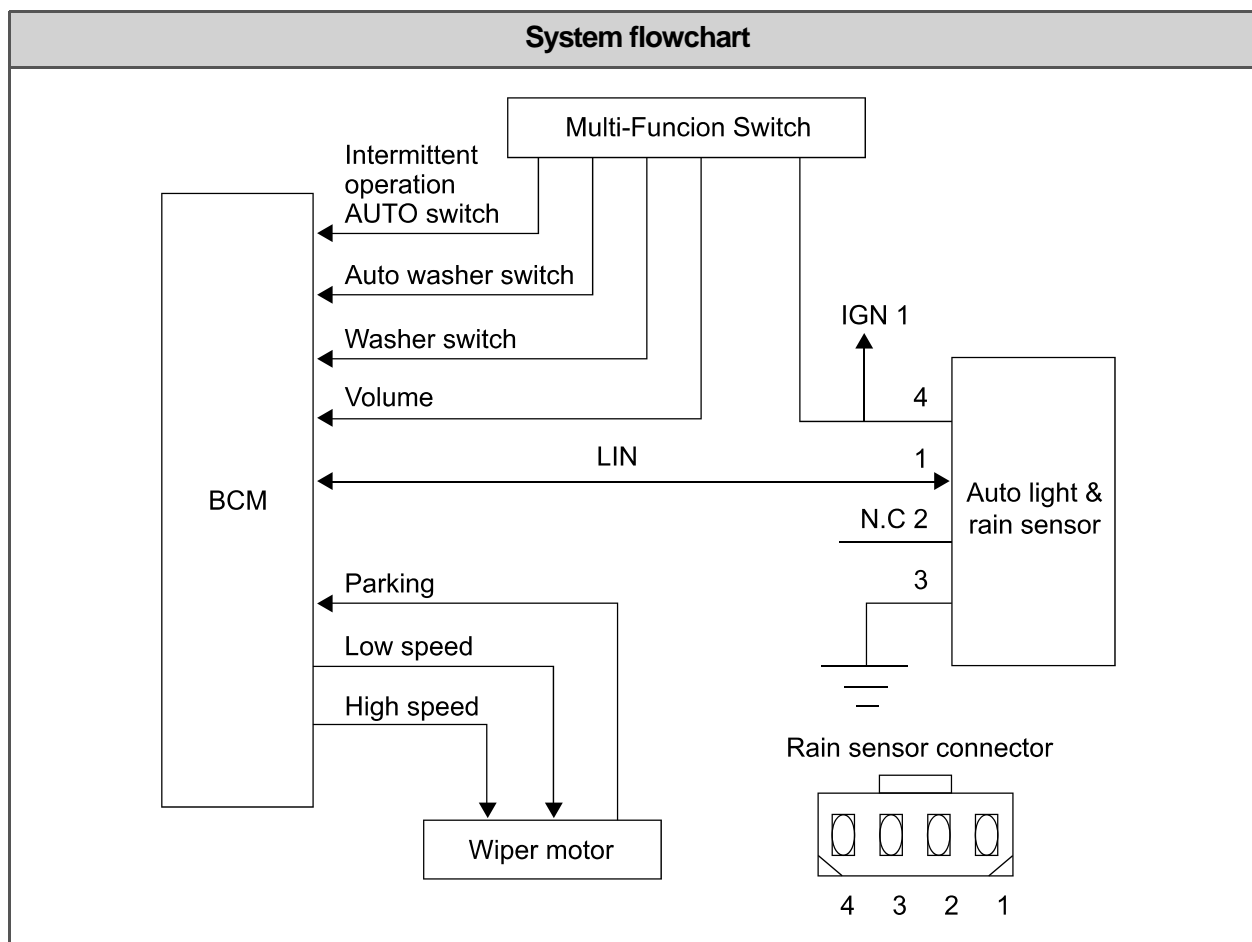 System flowchart
Multi-Funcion Switch
Intermittent
operation
AUTO switch
Auto washer switch
IGN 1
Washer switch
Volume
4
LIN
1
BCM
Auto light &
rain sensor
N.C 2
3
Parking
Low speed
High speed
Rain sensor connector
Wiper motor
4 3 2 1